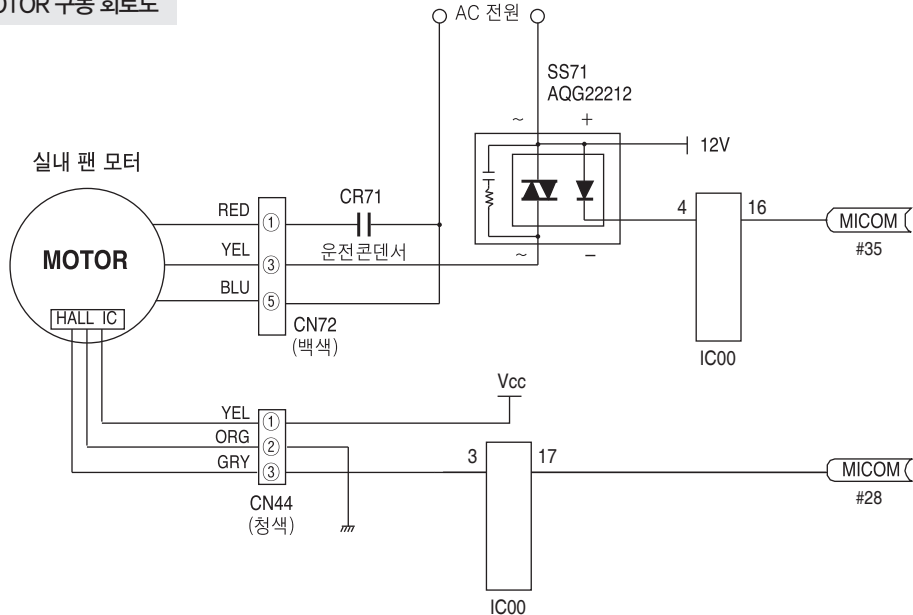 MOTOR 구동 회로도
AC 전원
SS71
AQG22212
~ +
12V
실내 팬 모터
RED
①
CR71
4
16
MICOM
#35
YEL
③
운전콘덴서
~ −
MOTOR
BLU
⑤
HALL IC
CN72
(백색)
IC00
Vcc
YEL
①
ORG
②
GRY
③
3
17
MICOM
#28
CN44
(청색)
IC00